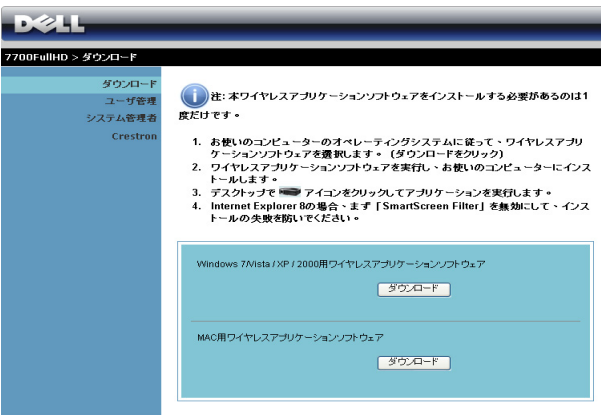 DELL
7700FullHD > ダウンロード
ダウンロード
ユーザ管理
システム管理者
Crestron
注: 本ワイヤレスアプリケーションソフトウェアをインストールする必要があるのは1
度だけです。
1. お使いのコンピューターのオペレーティングシステムに従って、ワイヤレスアプリ
ケーションソフトウェアを選択します。 (ダウンロードをクリック)
2. ワイヤレスアプリケーションソフトウェアを実行し、お使いのコンピューターにインス
トールします。
3. デスクトップで アイコンをクリックしてアプリケーションを実行します。
4. Internet Explorer 8の場合、まず「SmartScreen Filter」を無効にして、インス
トールの失敗を防いでください。
Windows 7/Vista / XP / 2000用ワイヤレスアプリケーションソフトウェア
ダウンロード
MAC用ワイヤレスアプリケーションソフトウェア
ダウンロード